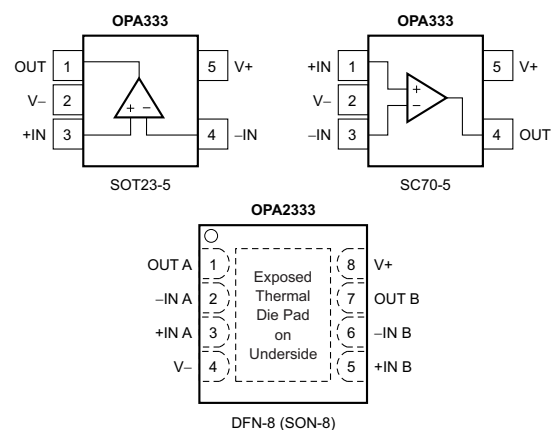 OPA333
OUT 1 5 V+
V– 2
+ –
+IN 3 4 –IN
SOT23-5
OPA333
+IN 1 5 V+
V– 2
+
–
–IN 3 4 OUT
SC70-5
OPA2333
OUT A 1 8 V+
–IN A 2 7 OUT B
+IN A 3 6 –IN B
V– 4 5 +IN B
Exposed
Thermal
Die Pad
on
Underside
DFN-8 (SON-8)